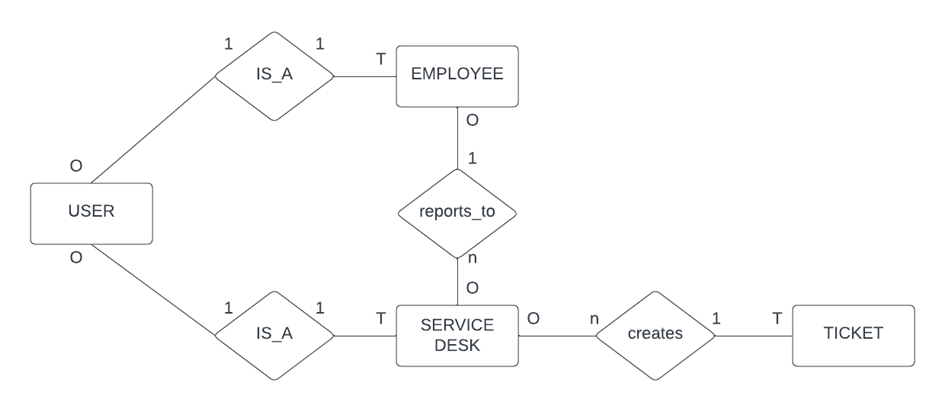 1
IS_A
1
T
EMPLOYEE
O
O
1
USER
reports_to
O
n
O
1
IS_A
1
T
SERVICE
DESK
O
n
creates
1
T
TICKET